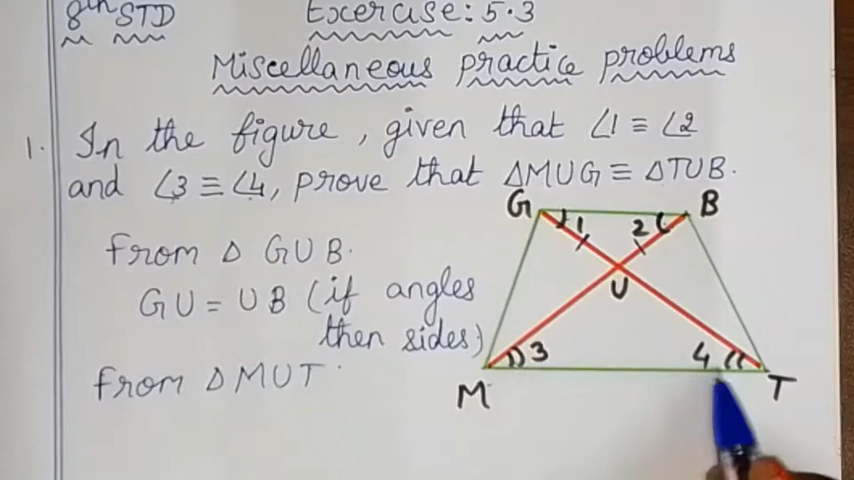 8th STD
Exercise: 5.3
Miscellaneous practice problems
1. In the figure, given that ∠1 ≡ ∠2
and ∠3 ≡ ∠4, prove that ΔMUG ≡ ΔTUB.
G
B
1
2
U
3
4
M
T
From Δ GUB.
GU = UB (if angles
then sides)
From Δ MUT